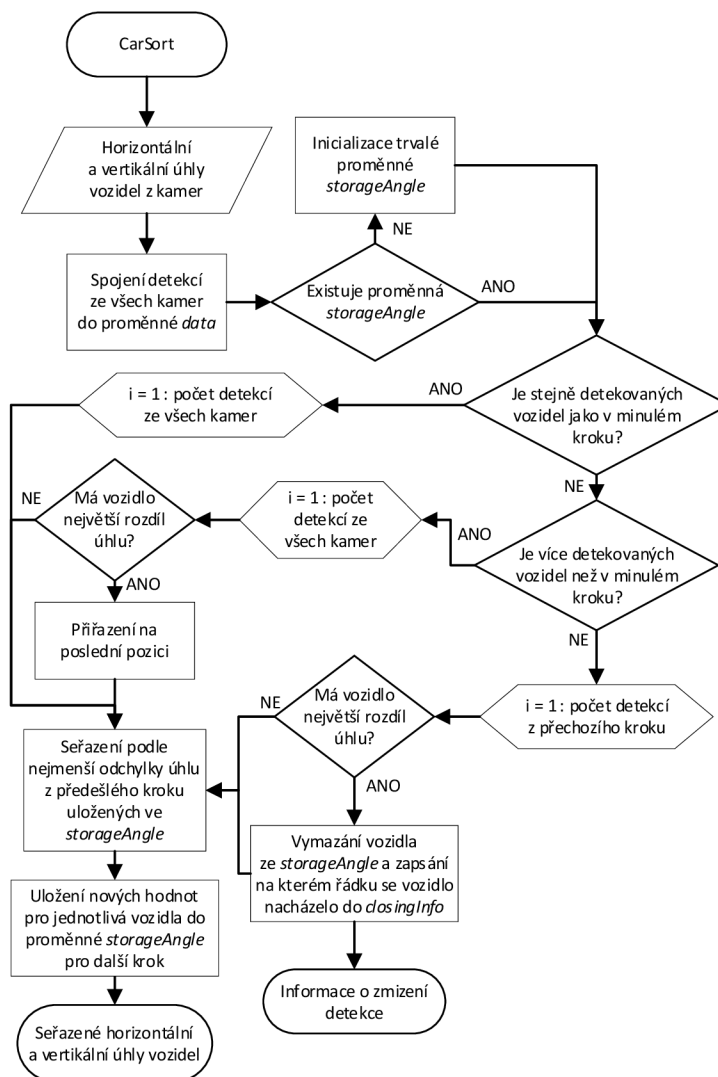 CarSort
Horizontální
a vertikální úhly
vozidel z kamer
Inicializace trvalé
proměnné
storageAngle
NE
Spojení detekcí
ze všech kamer
do proměnné data
Existuje proměnná
storageAngle
ANO
Je stejně detekovaných
vozidel jako v minulém
kroku?
ANO
i = 1 : počet detekcí
ze všech kamer
NE
Je více detekovaných
vozidel než v minulém
kroku?
ANO
i = 1 : počet
detekcí ze
všech kamer
Má vozidlo
největší rozdíl
úhlu?
NE
ANO
Přiřazení na
poslední pozici
NE
i = 1 : počet detekcí
z přechozího kroku
Má vozidlo
největší rozdíl
úhlu?
NE
ANO
Seřazení podle
nejmenší odchylky úhlu
z předešlého kroku
uložených ve
storageAngle
Vymazání vozidla
ze storageAngle a zapsání
na kterém řádku se vozidlo
nacházelo do closingInfo
Uložení nových hodnot
pro jednotlivá vozidla do
proměnné storageAngle
pro další krok
Informace o zmizení
detekce
Seřazené horizontální
a vertikální úhly vozidel